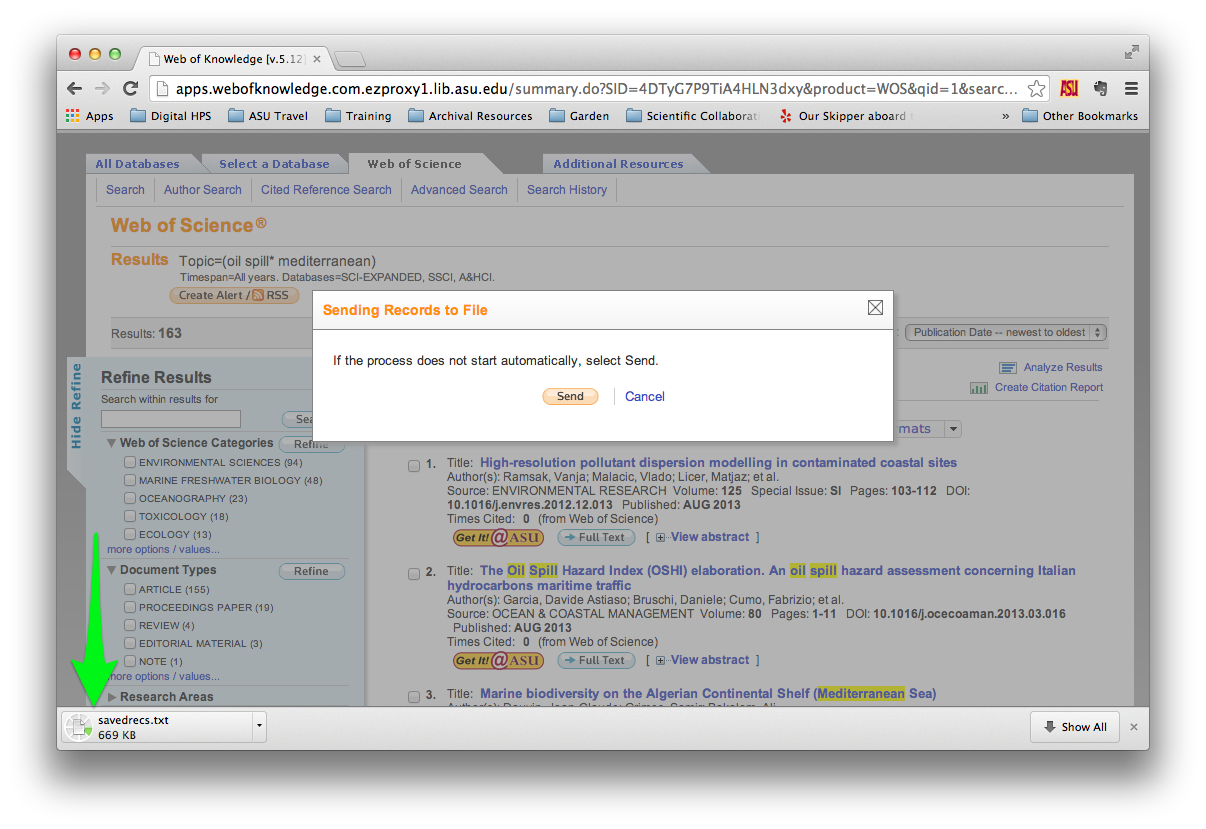 Web of Knowledge [v.5.12]
apps.webofknowledge.com.ezproxy1.lib.asu.edu/summary.do?SID=4DTyG7P9TiA4HLN3dxy&product=WOS&qid=1&searc...
ASU
Apps Digital HPS ASU Travel Training Archival Resources Garden Scientific Collaborati Our Skipper aboard » Other Bookmarks
All Databases Select a Database Web of Science Additional Resources
Search Author Search Cited Reference Search Advanced Search Search History
Web of Science®
Results Topic=(oil spill* mediterranean)
Timespan=All years. Databases=SCI-EXPANDED, SSCI, A&HCI.
Create Alert / RSS
Sending Records to File
If the process does not start automatically, select Send.
Send Cancel
Results: 163
Publication Date -- newest to oldest
Hide Refine
Refine Results
Search within results for
Sea
Analyze Results
Create Citation Report
rmats
Web of Science Categories Refine
ENVIRONMENTAL SCIENCES (94)
MARINE FRESHWATER BIOLOGY (48)
OCEANOGRAPHY (23)
TOXICOLOGY (18)
ECOLOGY (13)
more options / values...
Document Types Refine
ARTICLE (155)
PROCEEDINGS PAPER (19)
REVIEW (4)
EDITORIAL MATERIAL (3)
NOTE (1)
more options / values...
Research Areas
1. Title: High-resolution pollutant dispersion modelling in contaminated coastal sites
Author(s): Ramsak, Vanja; Malacic, Vlado; Licer, Matjaz; et al.
Source: ENVIRONMENTAL RESEARCH Volume: 125 Special Issue: SI Pages: 103-112 DOI:
10.1016/j.envres.2012.12.013 Published: AUG 2013
Times Cited: 0 (from Web of Science)
Get It!@ASU Full Text [ View abstract ]
2. Title: The Oil Spill Hazard Index (OSHI) elaboration. An oil spill hazard assessment concerning Italian
hydrocarbons maritime traffic
Author(s): Garcia, Davide Astiaso; Bruschi, Daniele; Cumo, Fabrizio; et al.
Source: OCEAN & COASTAL MANAGEMENT Volume: 80 Pages: 1-11 DOI: 10.1016/j.ocecoaman.2013.03.016
Published: AUG 2013
Times Cited: 0 (from Web of Science)
Get It!@ASU Full Text [ View abstract ]
3. Title: Marine biodiversity on the Algerian Continental Shelf (Mediterranean Sea)
savedrecs.txt
669 KB
Show All